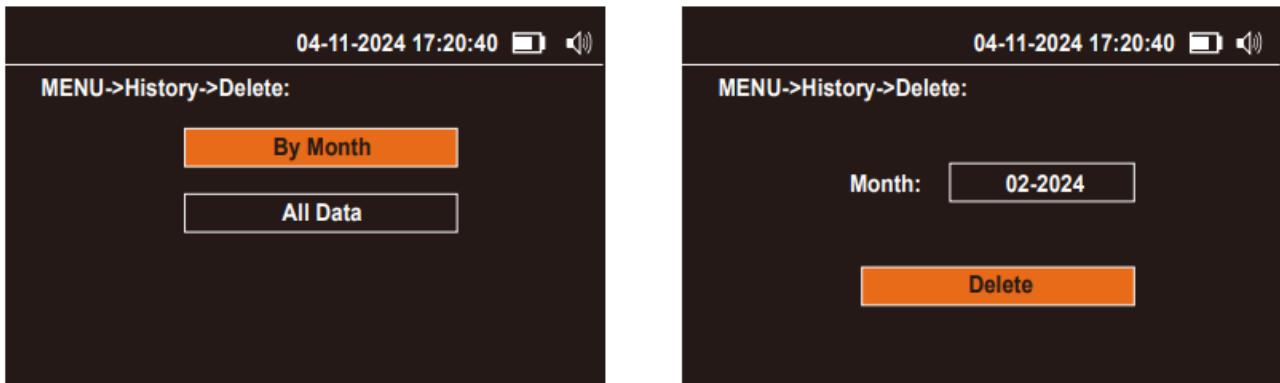 04-11-2024 17:20:40
MENU->History->Delete:
By Month
All Data
04-11-2024 17:20:40
MENU->History->Delete:
Month: 02-2024
Delete